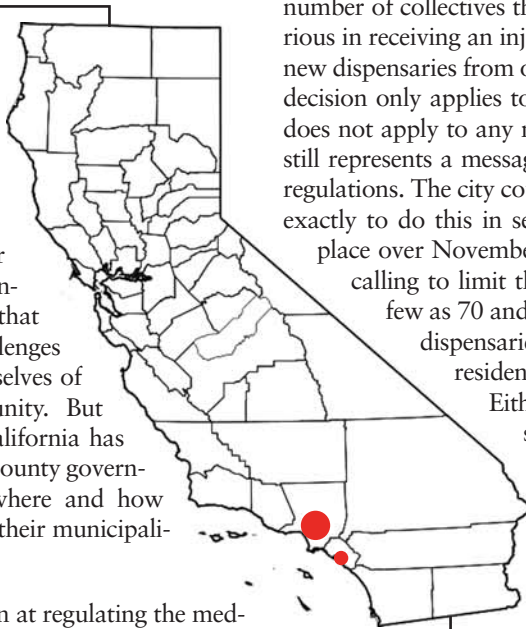 r
n-
that
lenges
selves of
unity. But
alifornia has
ounty govern-
where and how
their municipali-
n at regulating the med-
number of collectives th
rious in receiving an inj
new dispensaries from o
decision only applies to
does not apply to any r
still represents a messag
regulations. The city co
exactly to do this in se
place over November
calling to limit th
few as 70 and
dispensarie
residen
Eith
s